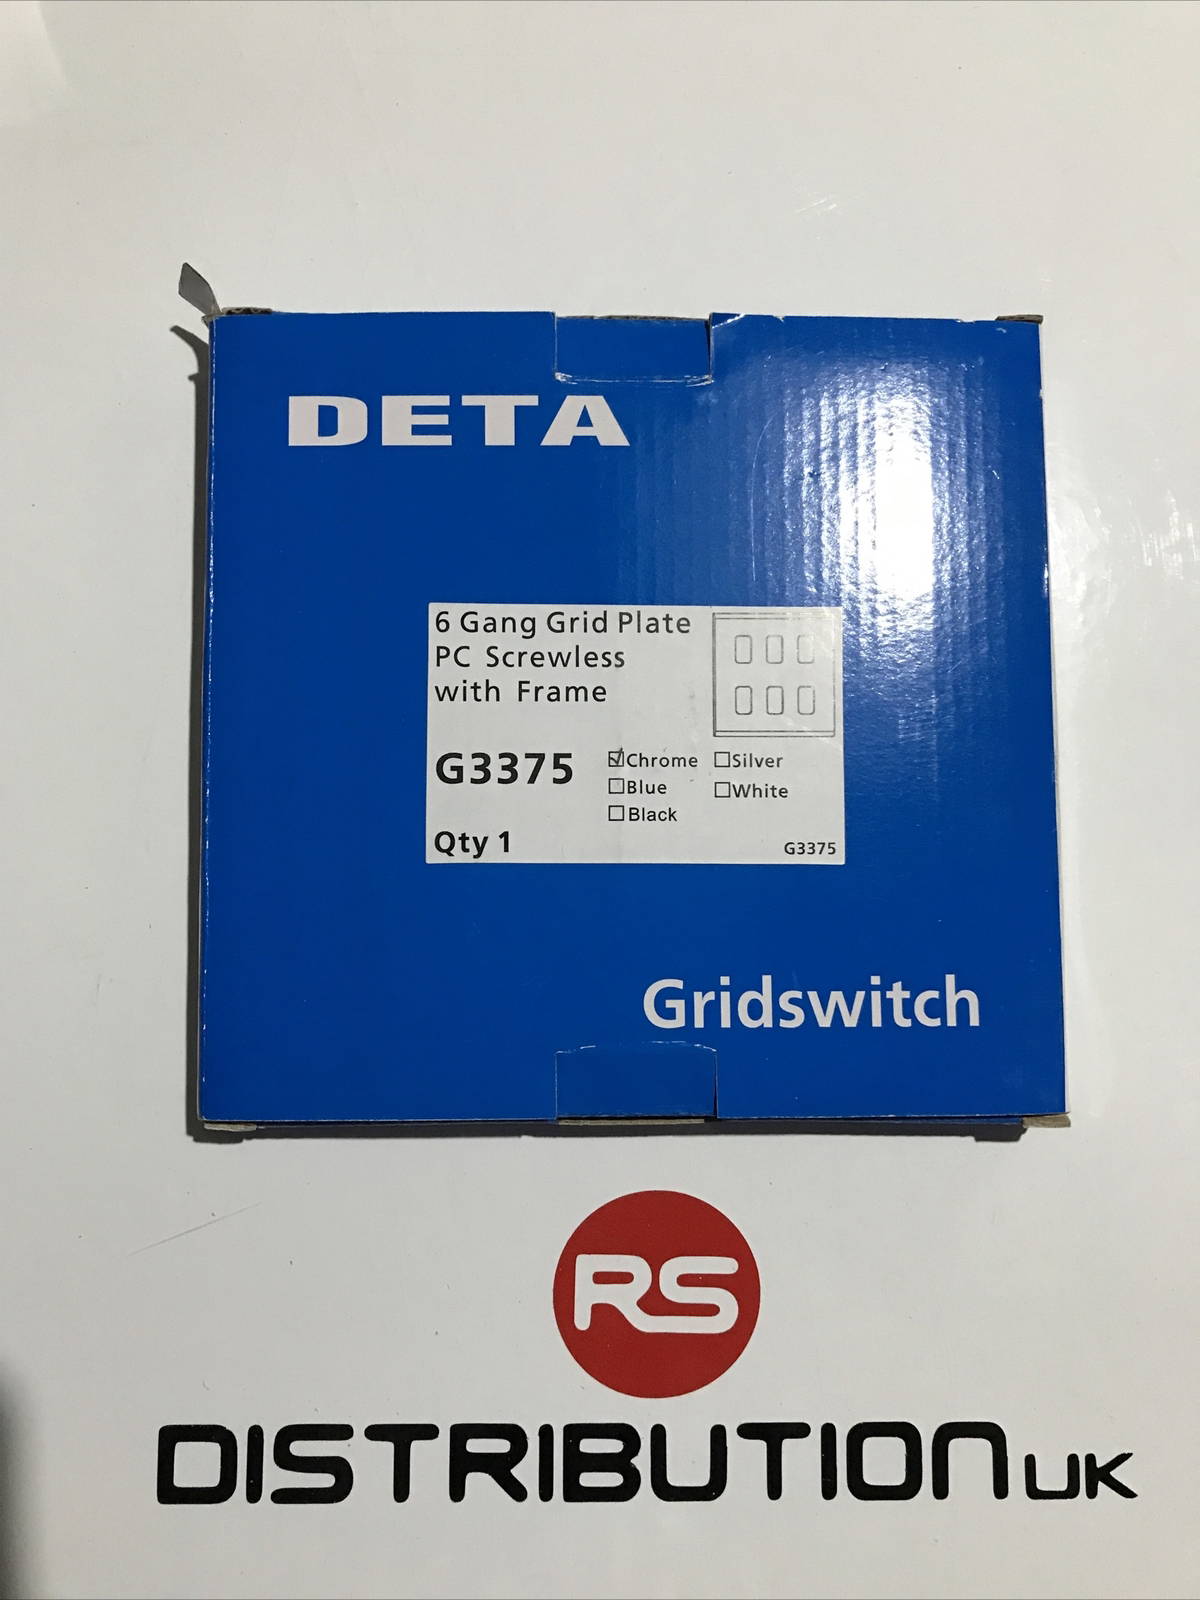 DETA
6 Gang Grid Plate
PC Screwless
with Frame
G3375
☑Chrome ☐Silver
☐Blue ☐White
☐Black
Qty 1
G3375
Gridswitch
RS
DISTRIBUTION UK